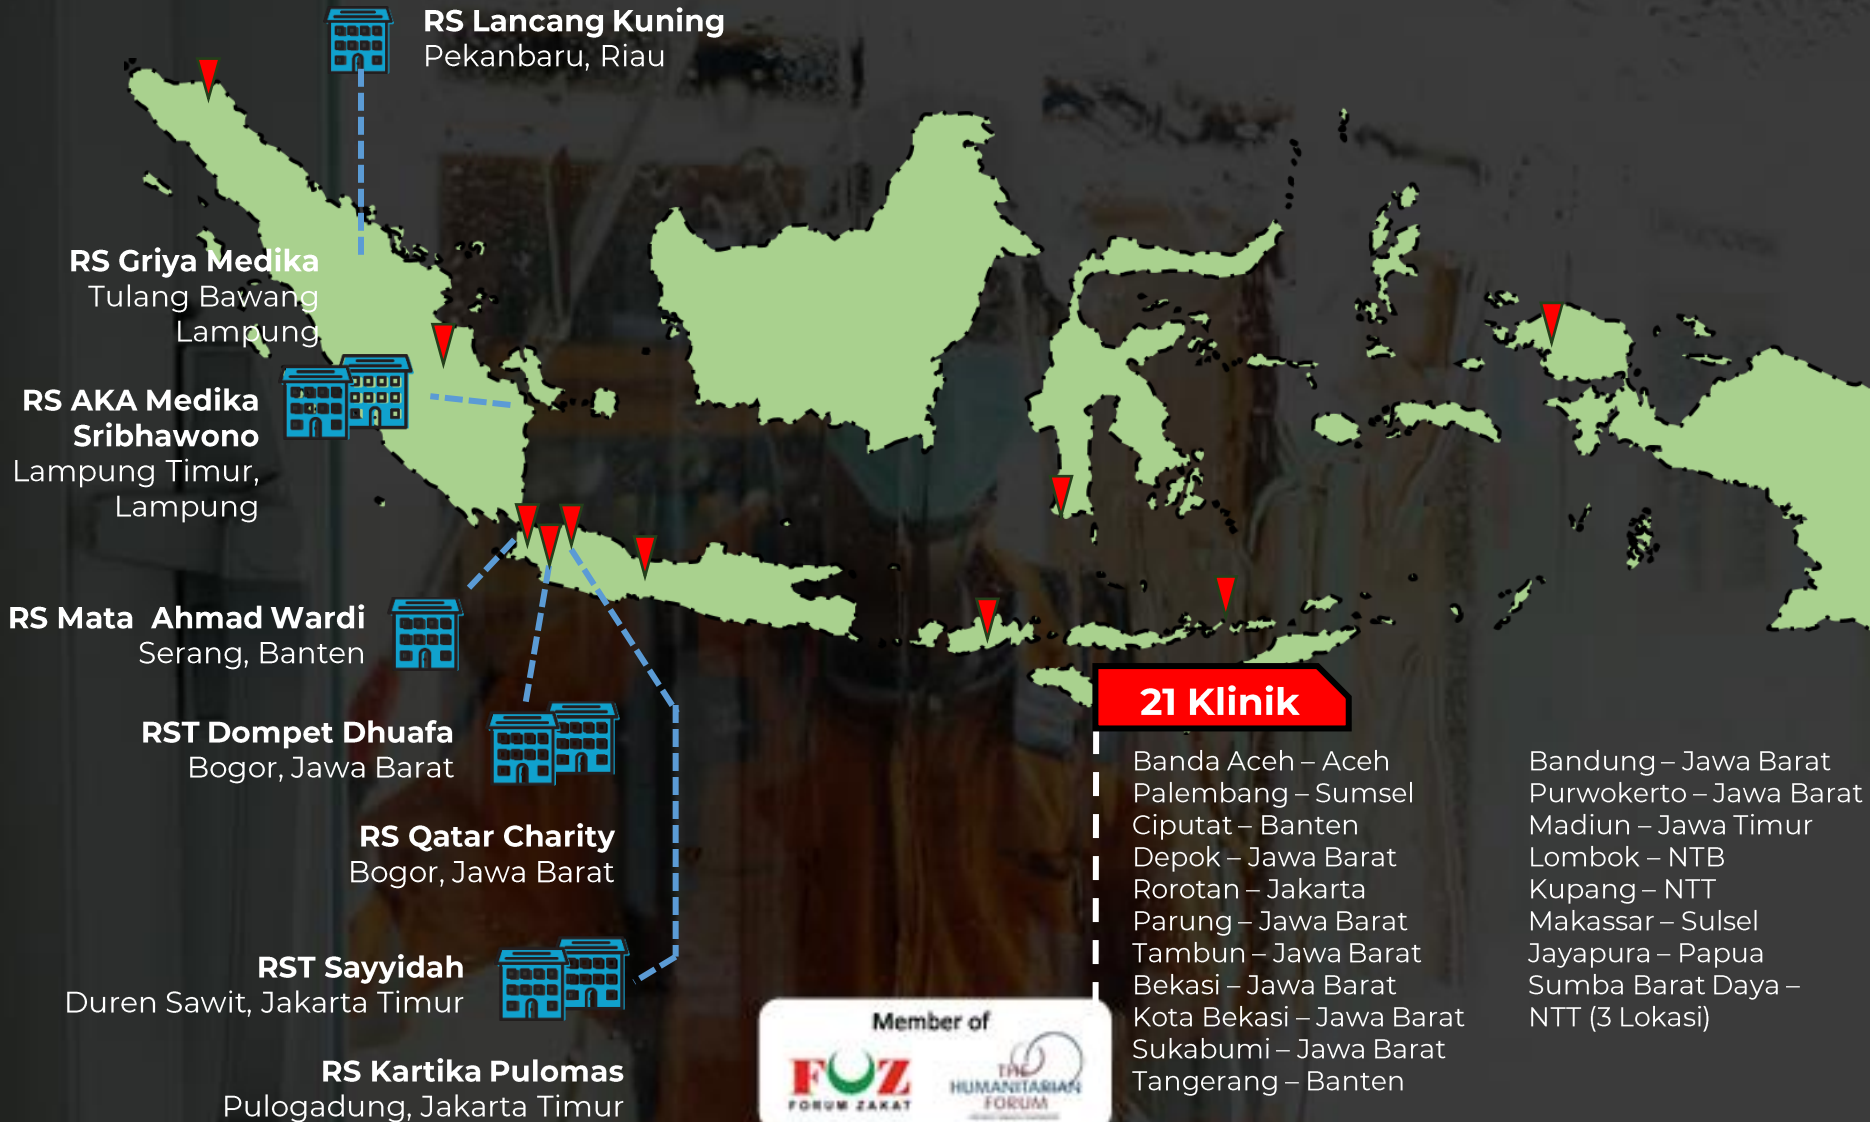 RS Lancang Kuning
Pekanbaru, Riau
RS Griya Medika
Tulang Bawang
Lampung
RS AKA Medika
Sribhawono
Lampung Timur,
Lampung
RS Mata Ahmad Wardi
Serang, Banten
RST Dompet Dhuafa
Bogor, Jawa Barat
RS Qatar Charity
Bogor, Jawa Barat
RST Sayyidah
Duren Sawit, Jakarta Timur
RS Kartika Pulomas
Pulogadung, Jakarta Timur
21 Klinik
Banda Aceh – Aceh
Palembang – Sumsel
Ciputat – Banten
Depok – Jawa Barat
Rorotan – Jakarta
Parung – Jawa Barat
Tambun – Jawa Barat
Bekasi – Jawa Barat
Kota Bekasi – Jawa Barat
Sukabumi – Jawa Barat
Tangerang – Banten
Bandung – Jawa Barat
Purwokerto – Jawa Barat
Madiun – Jawa Timur
Lombok – NTB
Kupang – NTT
Makassar – Sulsel
Jayapura – Papua
Sumba Barat Daya –
NTT (3 Lokasi)
Member of
FOZ
FORUM ZAKAT
THE
HUMANITARIAN
FORUM